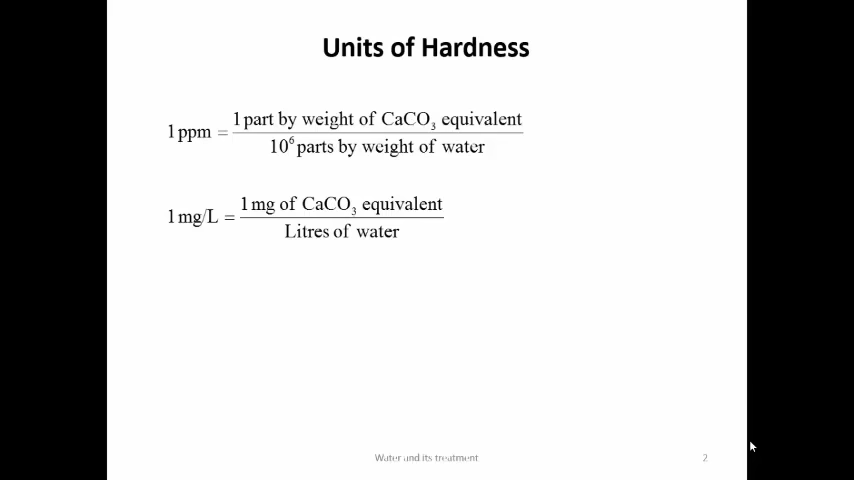 Units of Hardness
1 ppm = 1 part by weight of CaCO₃ equivalent / 10⁶ parts by weight of water
1 mg/L = 1 mg of CaCO₃ equivalent / Litres of water
Water and its treatment
2